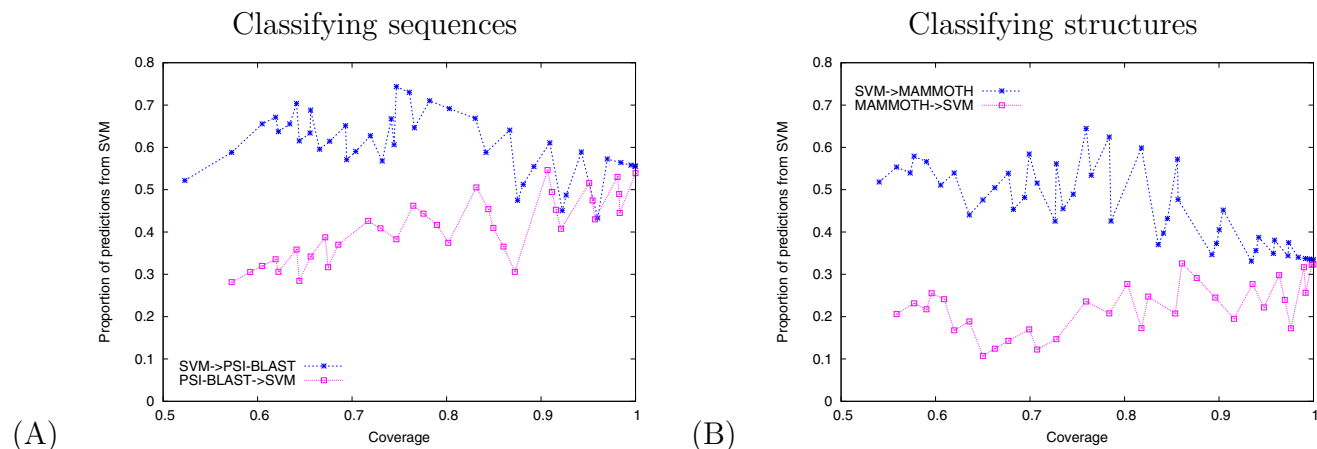 Classifying sequences
Proportion of predictions from SVM
0.8
0.7
0.6
0.5
0.4
0.3
0.2
0.1
0
SVM->PSI-BLAST
PSI-BLAST->SVM
0.5 0.6 0.7 0.8 0.9 1
Coverage
(A)
Classifying structures
Proportion of predictions from SVM
0.8
0.7
0.6
0.5
0.4
0.3
0.2
0.1
0
SVM->MAMMOTH
MAMMOTH->SVM
0.5 0.6 0.7 0.8 0.9 1
Coverage
(B)